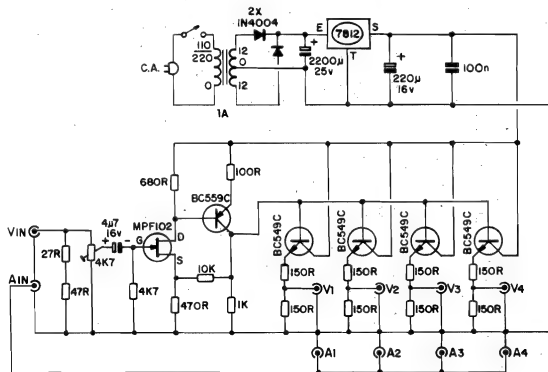 2X
1N4004
E
7812
S
T
110
220
0
12
0
12
C.A.
1A
+
2200µ
25v
+
220µ
16v
100n
680R
100R
BC559C
4µ7
16v
MPF102
VIN
AIN
27R
47R
4K7
+
-
G
D
S
4K7
10K
470R
1K
BC549C
BC549C
BC549C
BC549C
150R
150R
150R
150R
V1
V2
V3
V4
150R
150R
150R
150R
A1
A2
A3
A4